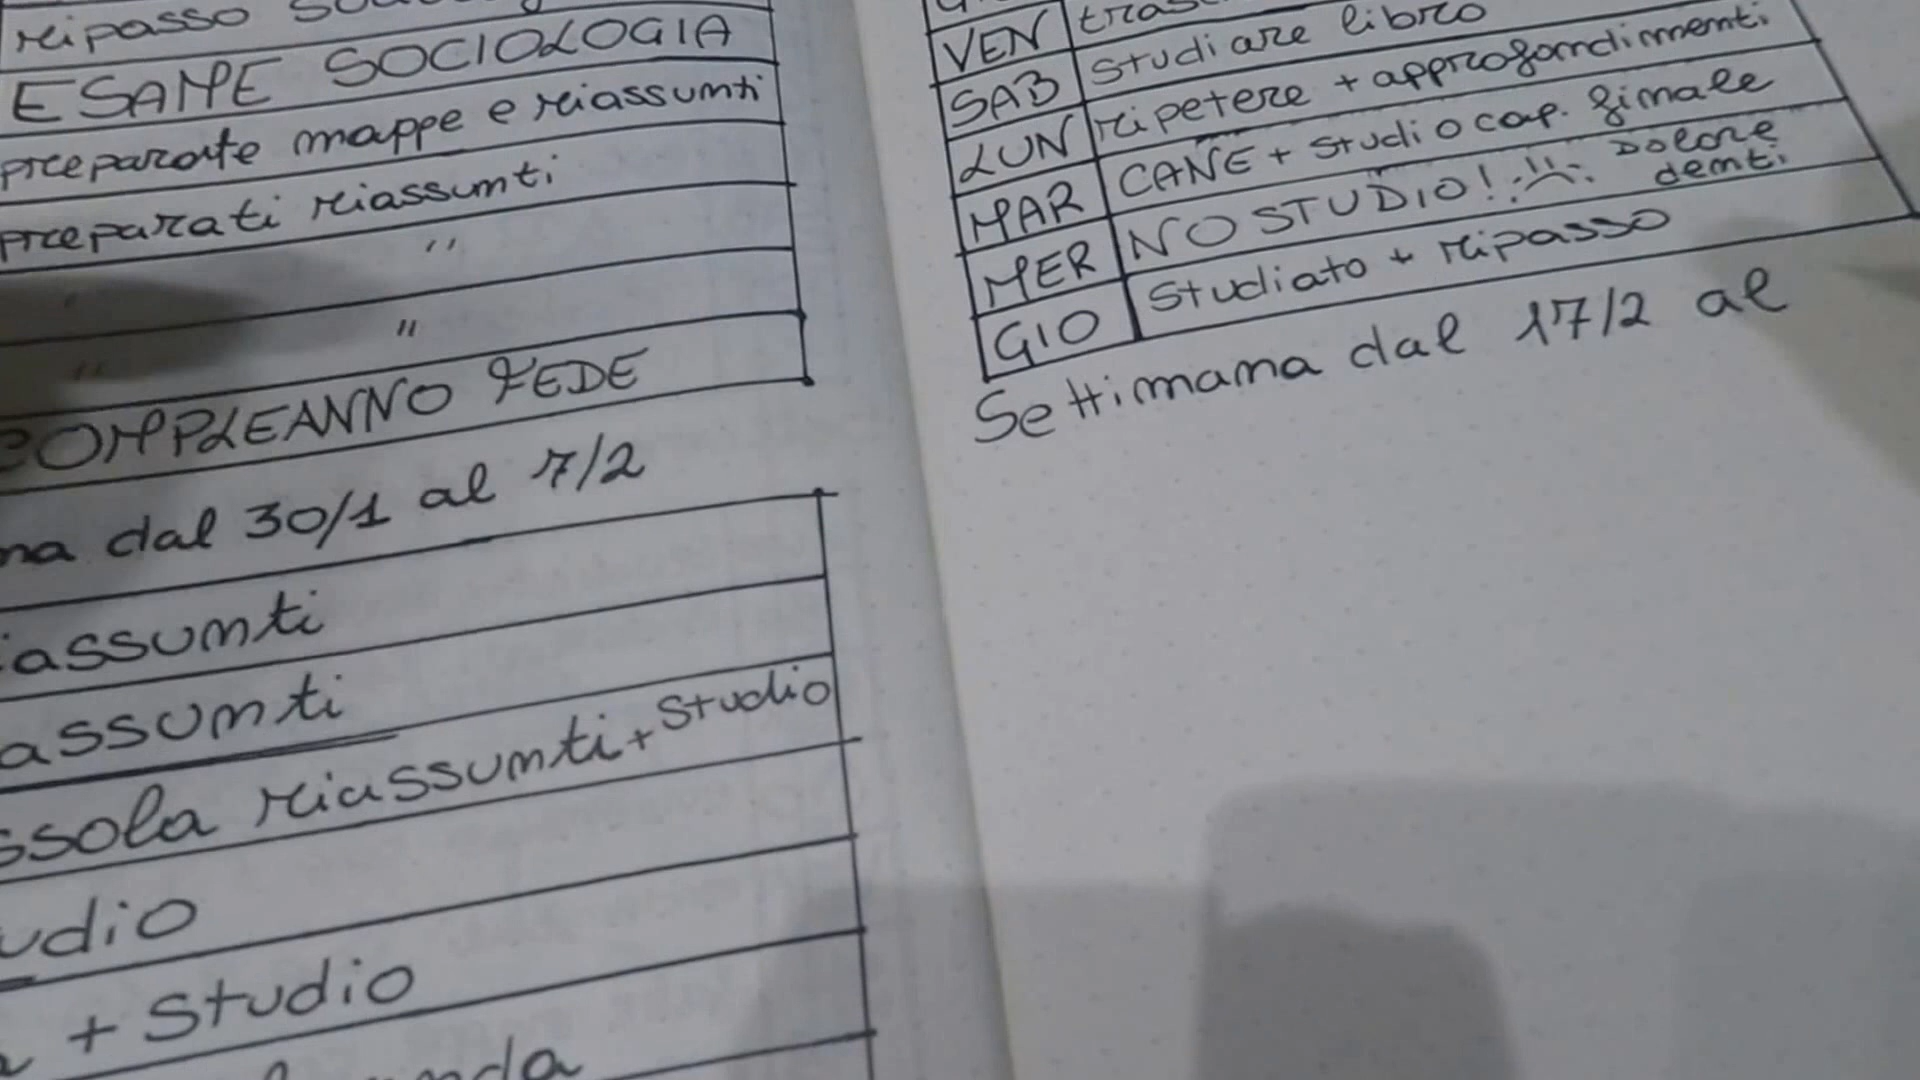 ripasso
ESAME SOCIOLOGIA
preparate mappe e riassunti
preparati riassunti
"
"
"
"
COMPLEANNO FEDE
na dal 30/1 al 7/2
iassunti
assunti
ssola riassunti + studio
udio
+ studio
VEN
SAB studiare libro
LUN ripetere + approfondimenti
MAR CANE + studio cap. finale
MER NO STUDIO! :( Dolore denti
GIO studiato + ripasso
Settimana dal 17/2 al